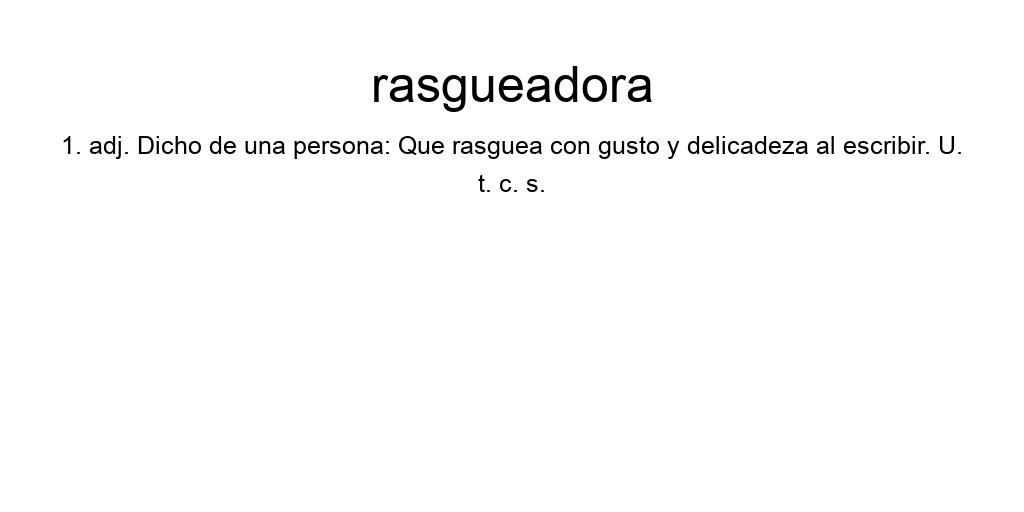 rasgueadora
1. adj. Dicho de una persona: Que rasguea con gusto y delicadeza al escribir. U.
t. c. s.